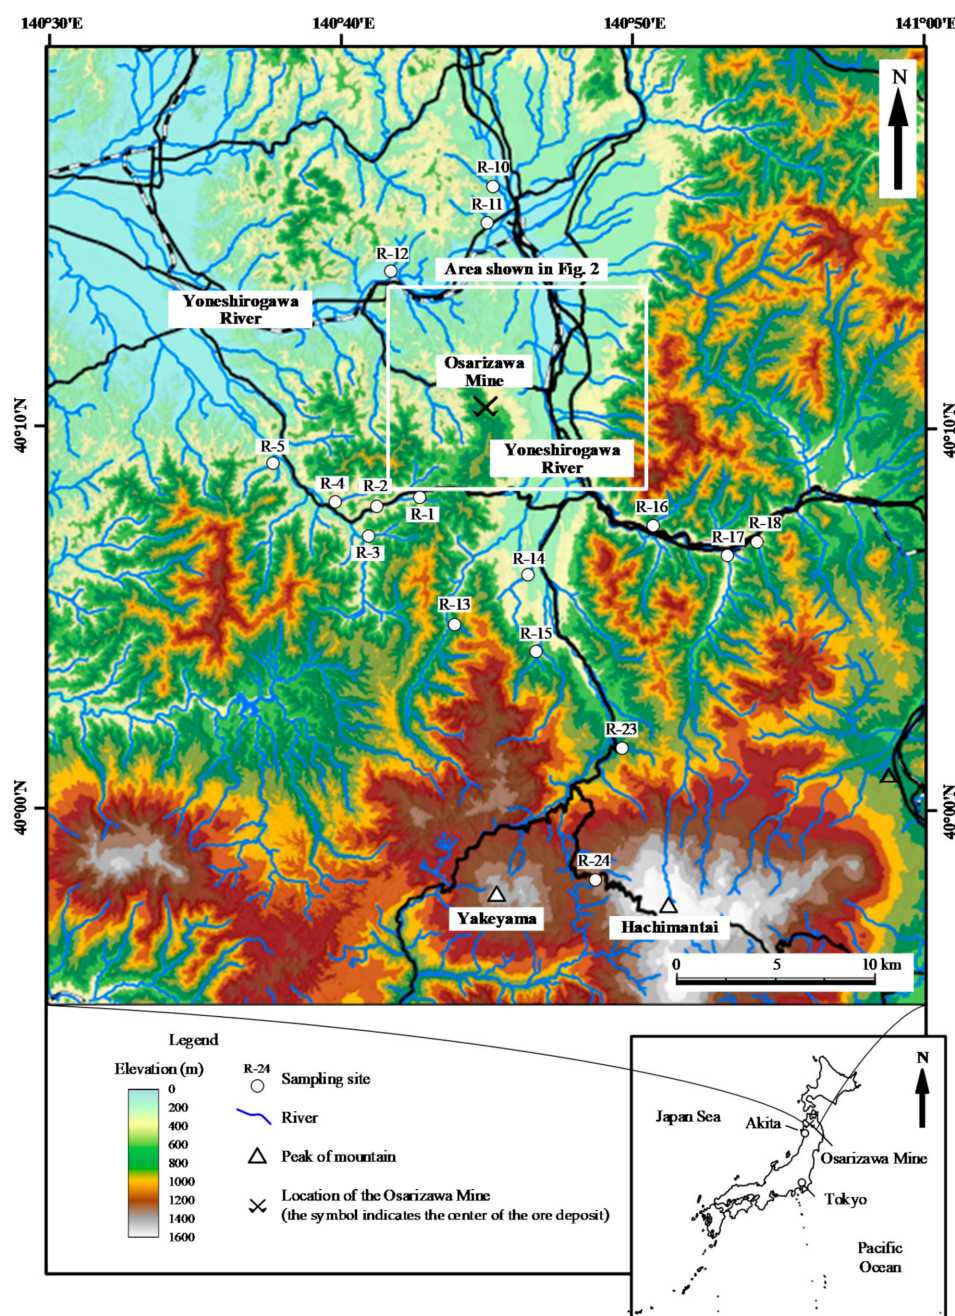 140°30'E
140°40'E
140°50'E
141°00'E
N
R-10
R-11
R-12
Area shown in Fig. 2
Yoneshirogawa
River
Osarizawa
Mine
40°10'N
40°10'N
R-5
Yoneshirogawa
River
R-4
R-2
R-1
R-16
R-18
R-17
R-3
R-14
R-13
R-15
R-23
40°00'N
40°00'N
R-24
Yakeyama
Hachimantai
0
5
10 km
Legend
Elevation (m)
0
200
400
600
800
1000
1200
1400
1600
R-24
Sampling site
River
Peak of mountain
Location of the Osarizawa Mine
(the symbol indicates the center of the ore deposit)
N
Japan Sea
Akita
Osarizawa Mine
Tokyo
Pacific
Ocean